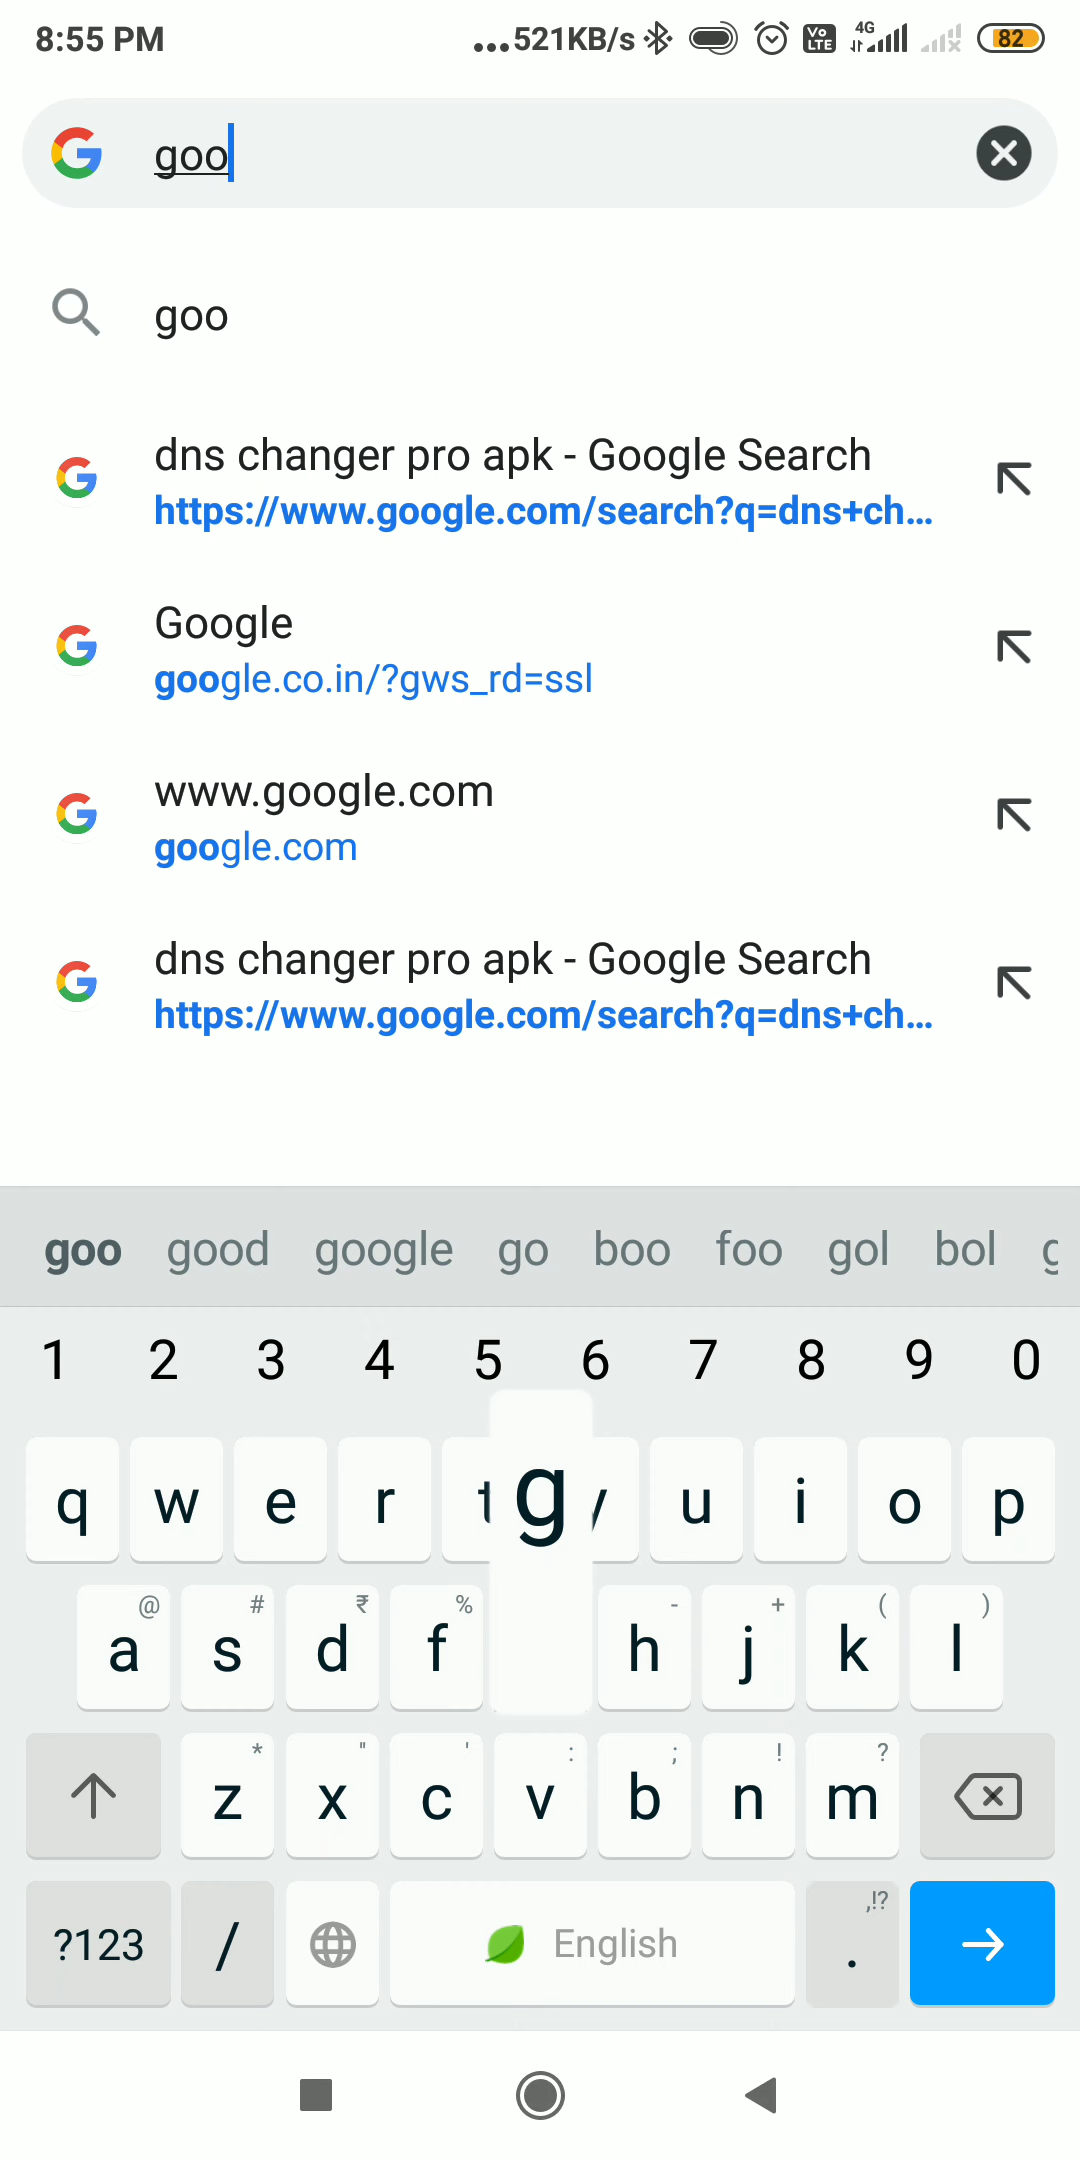 8:55 PM ...521KB/s Vo LTE 4G 82
goo
goo
dns changer pro apk - Google Search
https://www.google.com/search?q=dns+ch...
Google
google.co.in/?gws_rd=ssl
www.google.com
google.com
dns changer pro apk - Google Search
https://www.google.com/search?q=dns+ch...
goo good google go boo foo gol bol
1 2 3 4 5 6 7 8 9 0
q w e r t g y u i o p
@ # ₹ % - + ( )
a s d f h j k l
* " ' : ; ! ?
z x c v b n m
?123 / English . ,!?